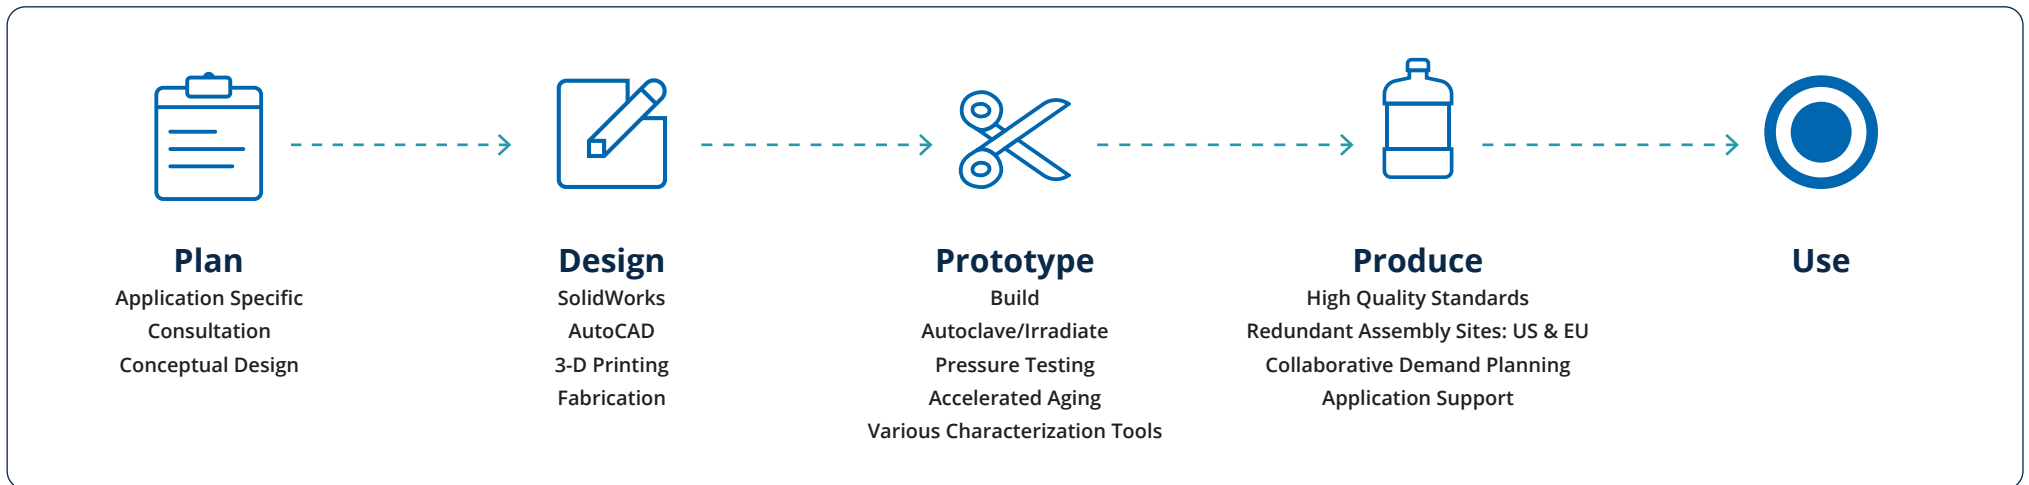 Plan
Application Specific
Consultation
Conceptual Design
Design
SolidWorks
AutoCAD
3-D Printing
Fabrication
Prototype
Build
Autoclave/Irradiate
Pressure Testing
Accelerated Aging
Various Characterization Tools
Produce
High Quality Standards
Redundant Assembly Sites: US & EU
Collaborative Demand Planning
Application Support
Use